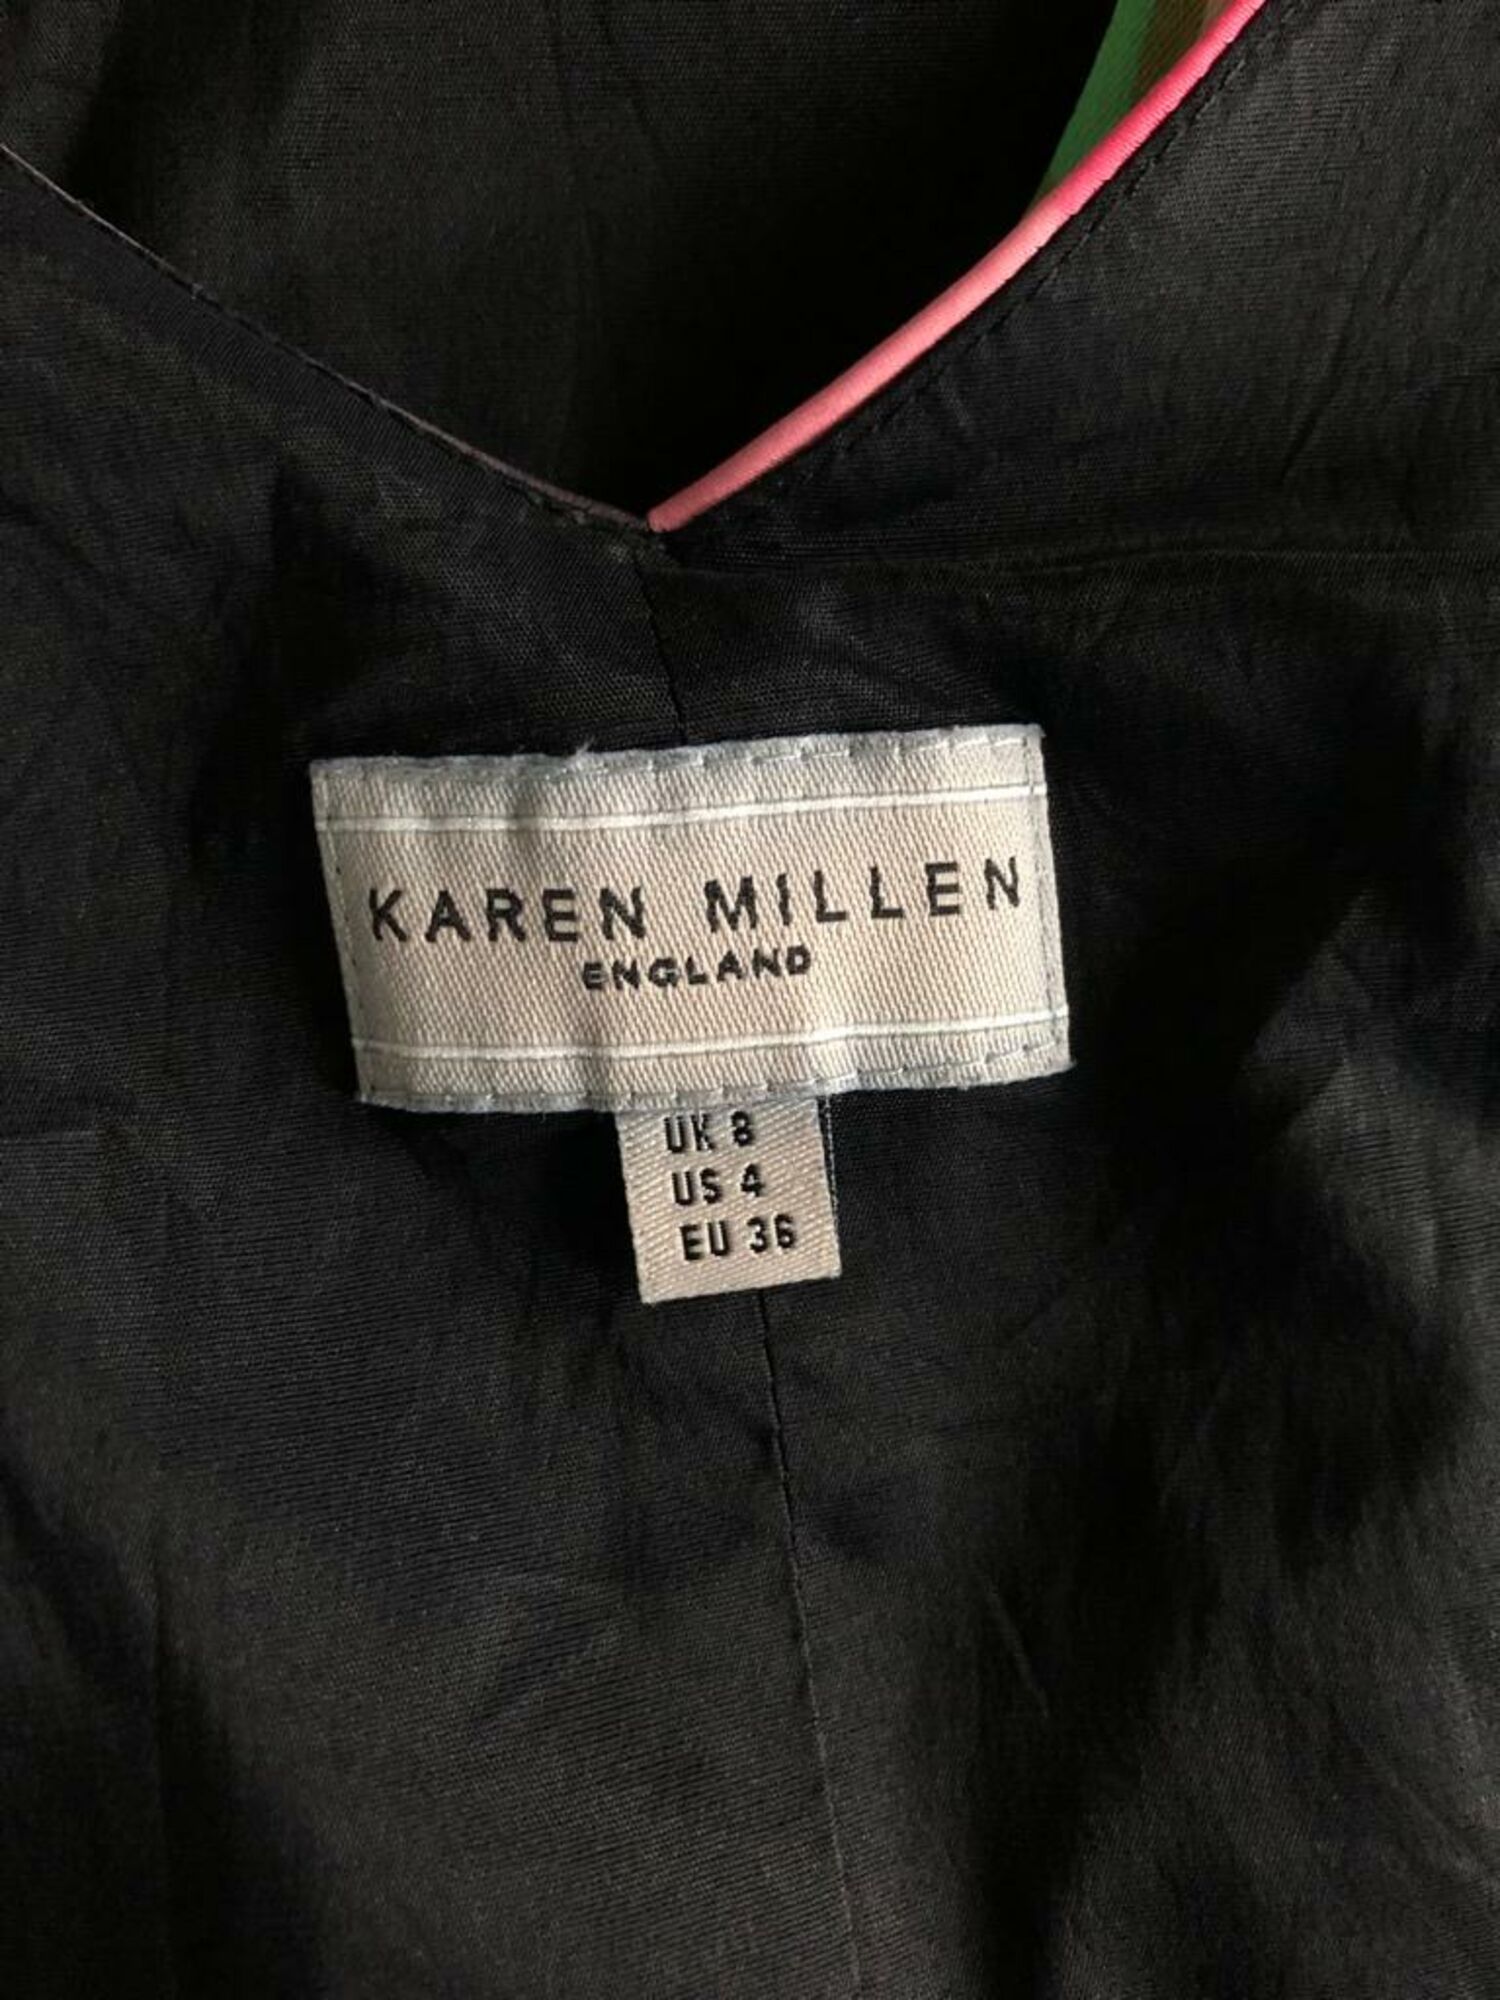 KAREN MILLEN
ENGLAND
UK 8
US 4
EU 36